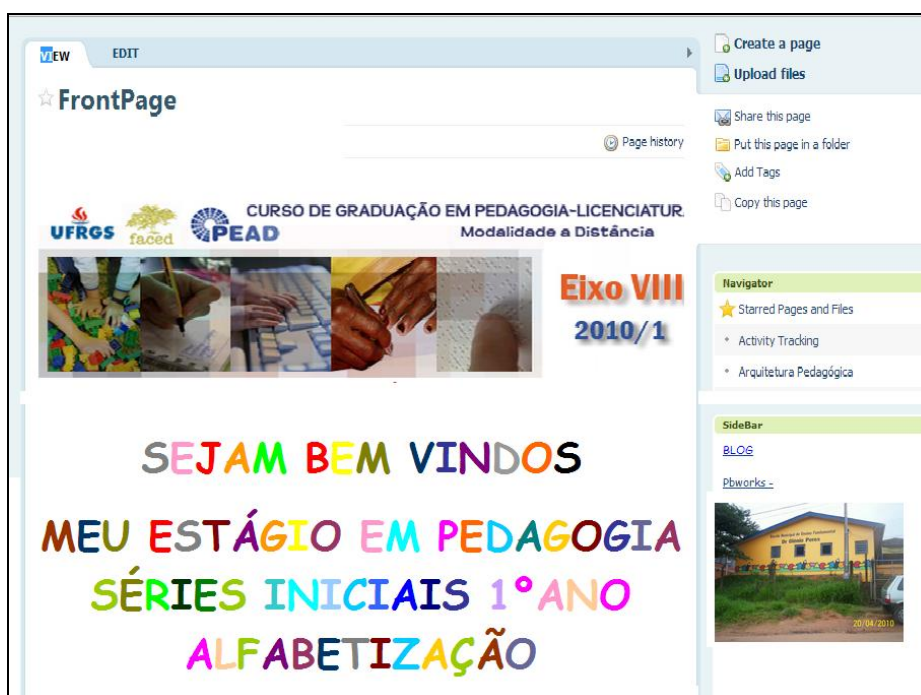 VIEW EDIT
FrontPage
Page history
UFRGS faced PEAD
CURSO DE GRADUAÇÃO EM PEDAGOGIA-LICENCIATUR
Modalidade a Distância
Eixo VIII
2010/1
SEJAM BEM VINDOS
MEU ESTÁGIO EM PEDAGOGIA
SÉRIES INICIAIS 1°ANO
ALFABETIZAÇÃO
Create a page
Upload files
Share this page
Put this page in a folder
Add Tags
Copy this page
Navigator
Starred Pages and Files
Activity Tracking
Arquitetura Pedagógica
SideBar
BLOG
Pbworks -
20/04/2010